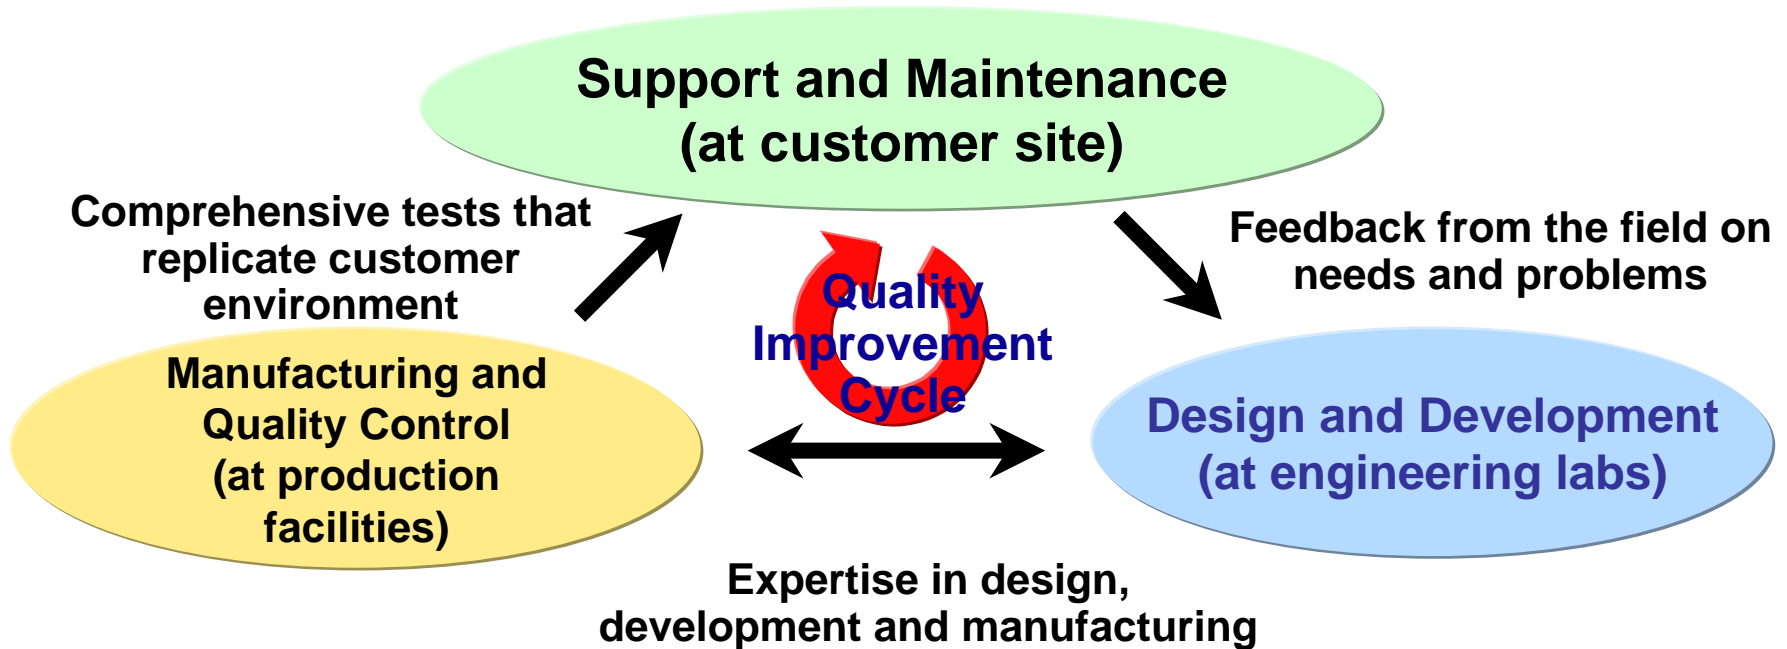 Support and Maintenance
(at customer site)
Comprehensive tests that
replicate customer
environment
Feedback from the field on
needs and problems
Quality
Improvement
Cycle
Manufacturing and
Quality Control
(at production
facilities)
Design and Development
(at engineering labs)
Expertise in design,
development and manufacturing